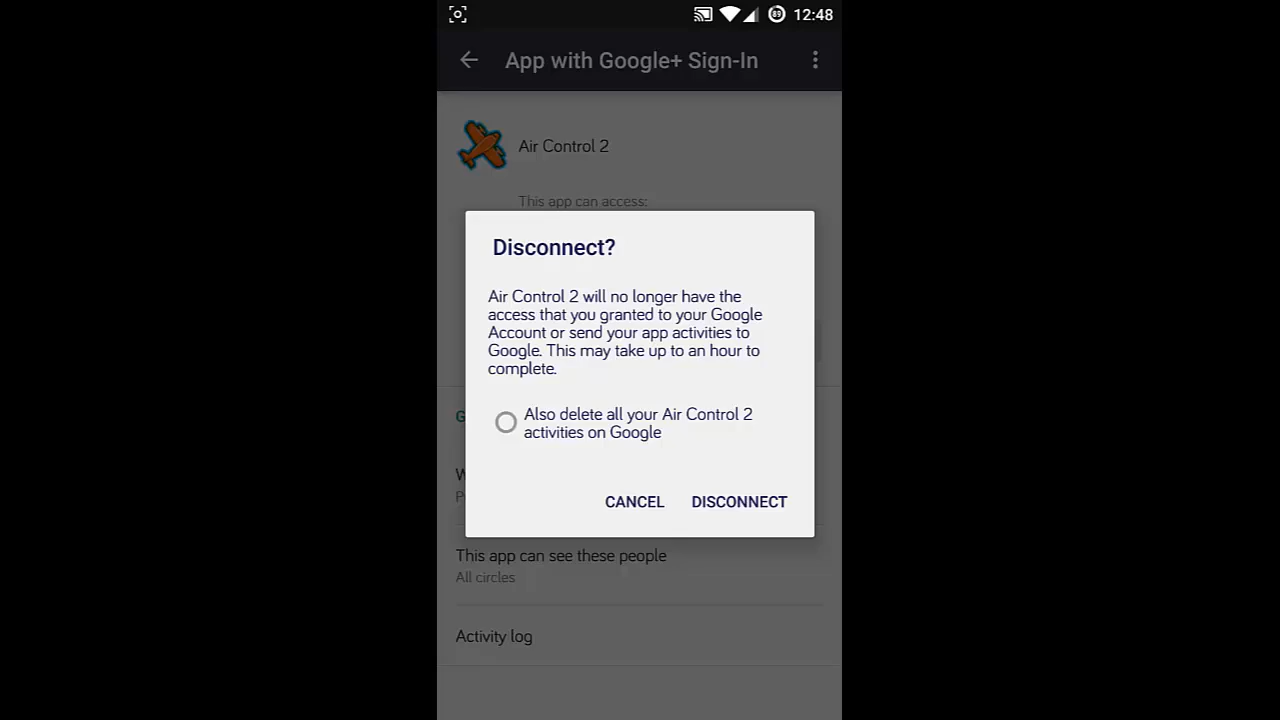 89 12:48
App with Google+ Sign-In
Air Control 2
This app can access:
Disconnect?
Air Control 2 will no longer have the
access that you granted to your Google
Account or send your app activities to
Google. This may take up to an hour to
complete.
Also delete all your Air Control 2
activities on Google
CANCEL DISCONNECT
This app can see these people
All circles
Activity log